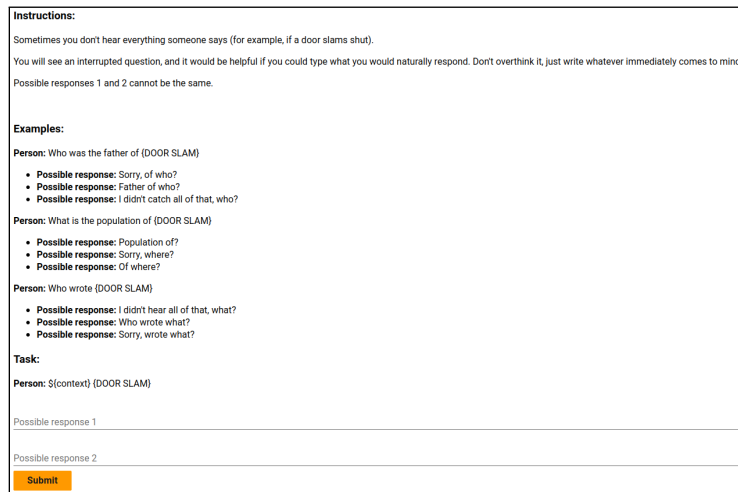 Instructions:
Sometimes you don't hear everything someone says (for example, if a door slams shut).
You will see an interrupted question, and it would be helpful if you could type what you would naturally respond. Don't overthink it, just write whatever immediately comes to mind
Possible responses 1 and 2 cannot be the same.
Examples:
Person: Who was the father of {DOOR SLAM}
• Possible response: Sorry, of who?
• Possible response: Father of who?
• Possible response: I didn't catch all of that, who?
Person: What is the population of {DOOR SLAM}
• Possible response: Population of?
• Possible response: Sorry, where?
• Possible response: Of where?
Person: Who wrote {DOOR SLAM}
• Possible response: I didn't hear all of that, what?
• Possible response: Who wrote what?
• Possible response: Sorry, wrote what?
Task:
Person: ${context} {DOOR SLAM}
Possible response 1
Possible response 2
Submit